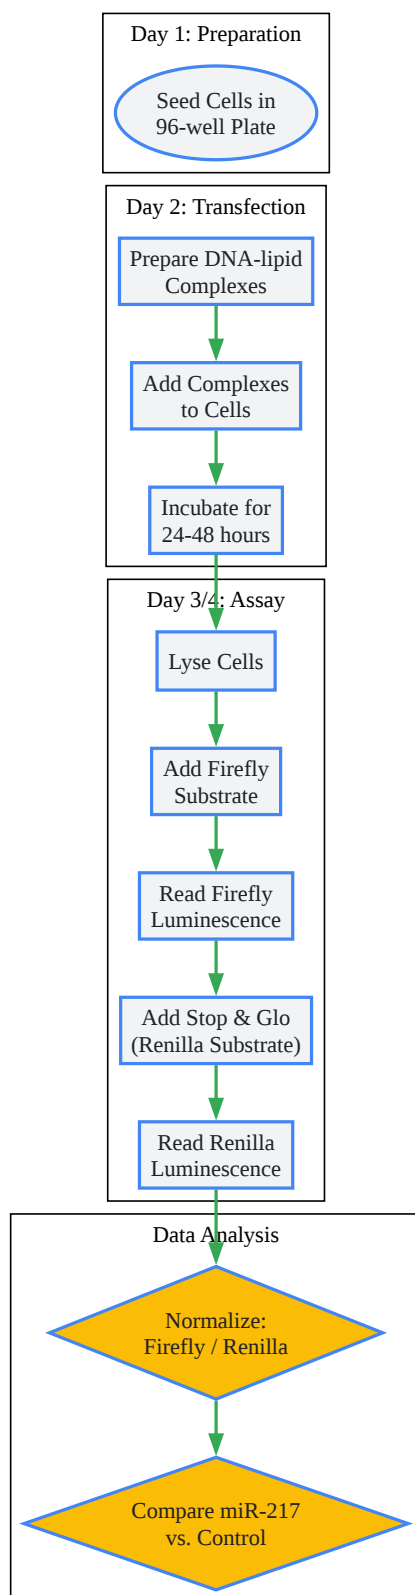 Day 1: Preparation
Seed Cells in
96-well Plate
Day 2: Transfection
Prepare DNA-lipid
Complexes
Add Complexes
to Cells
Incubate for
24-48 hours
Day 3/4: Assay
Lyse Cells
Add Firefly
Substrate
Read Firefly
Luminescence
Add Stop & Glo
(Renilla Substrate)
Read Renilla
Luminescence
Data Analysis
Normalize:
Firefly / Renilla
Compare miR-217
vs. Control